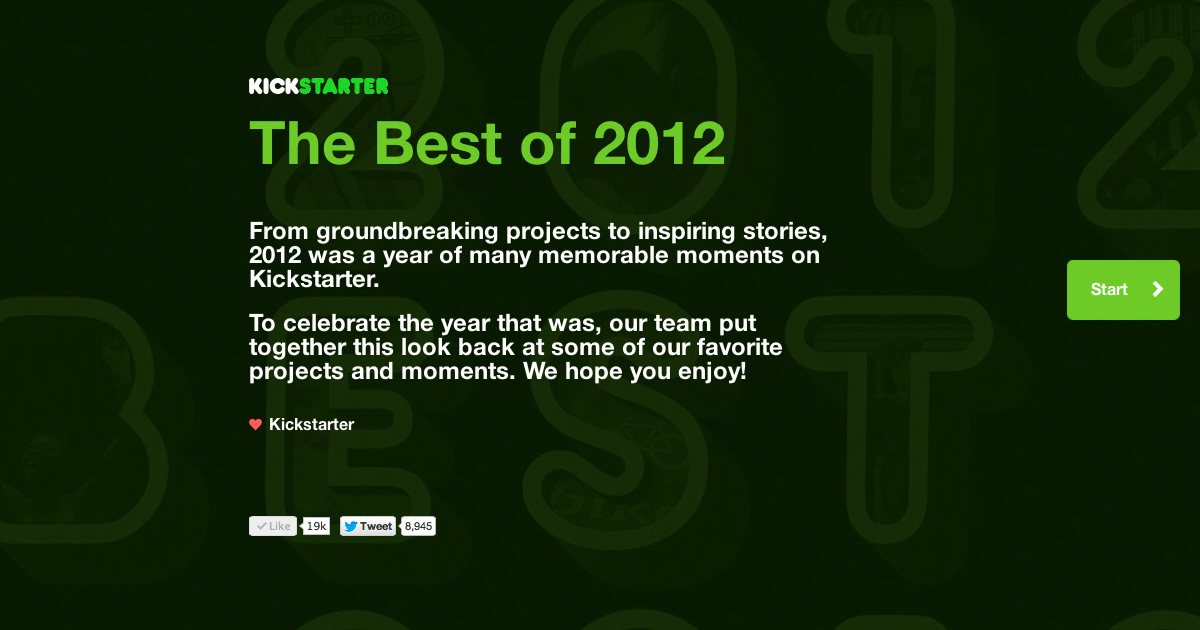 2012
KICKSTARTER
The Best of 2012
From groundbreaking projects to inspiring stories,
2012 was a year of many memorable moments on
Kickstarter.
Start
To celebrate the year that was, our team put
together this look back at some of our favorite
projects and moments. We hope you enjoy!
BEST
Kickstarter
Like 19k Tweet 8,945